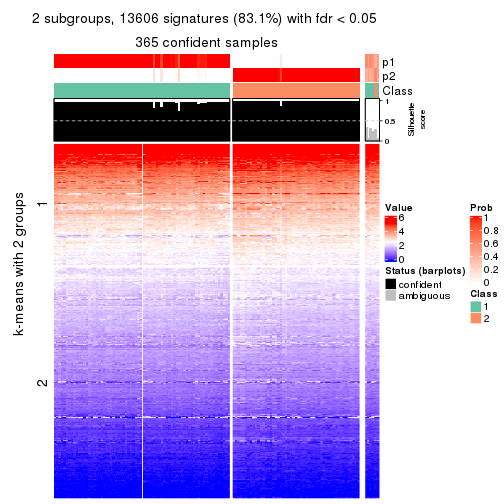 2 subgroups, 13606 signatures (83.1%) with fdr < 0.05
365 confident samples
p1
p2
Class
1
0.5
0
Silhouette
score
k-means with 2 groups
1
2
Value
6
4
2
0
Status (barplots)
confident
ambiguous
Prob
1
0.8
0.6
0.4
0.2
0
Class
1
2